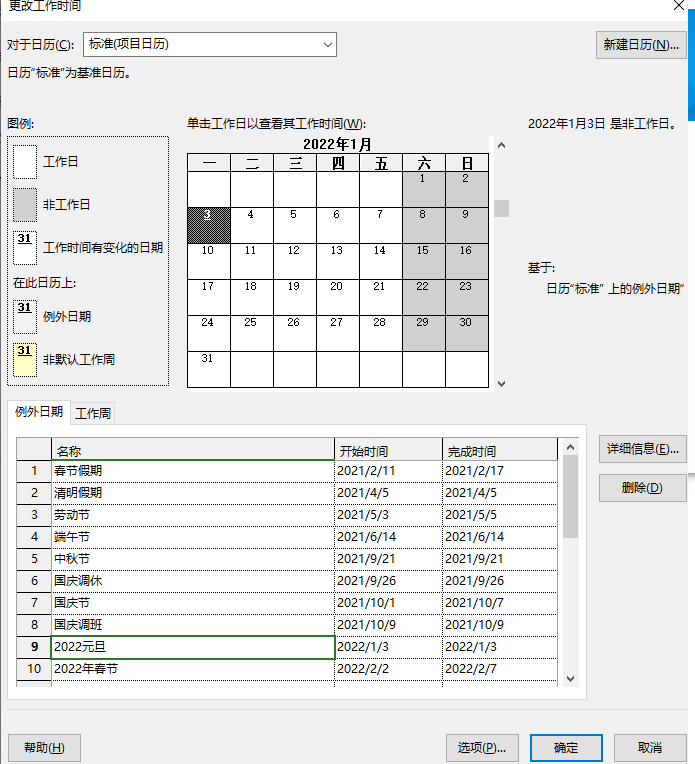 更改工作时间
对于日历(C): 标准(项目日历) 新建日历(N)...
日历“标准”为基准日历。
图例:
工作日
非工作日
31 工作时间有变化的日期
在此日历上:
31 例外日期
31 非默认工作周
单击工作日以查看其工作时间(W):
2022年1月
一 二 三 四 五 六 日
1 2
3 4 5 6 7 8 9
10 11 12 13 14 15 16
17 18 19 20 21 22 23
24 25 26 27 28 29 30
31
2022年1月3日 是非工作日。
基于:
日历“标准” 上的例外日期“
例外日期 工作周
名称 开始时间 完成时间
1 春节假期 2021/2/11 2021/2/17
2 清明假期 2021/4/5 2021/4/5
3 劳动节 2021/5/3 2021/5/5
4 端午节 2021/6/14 2021/6/14
5 中秋节 2021/9/21 2021/9/21
6 国庆调休 2021/9/26 2021/9/26
7 国庆节 2021/10/1 2021/10/7
8 国庆调班 2021/10/9 2021/10/9
9 2022元旦 2022/1/3 2022/1/3
10 2022年春节 2022/2/2 2022/2/7
详细信息(E)...
删除(D)
帮助(H) 选项(P)... 确定 取消